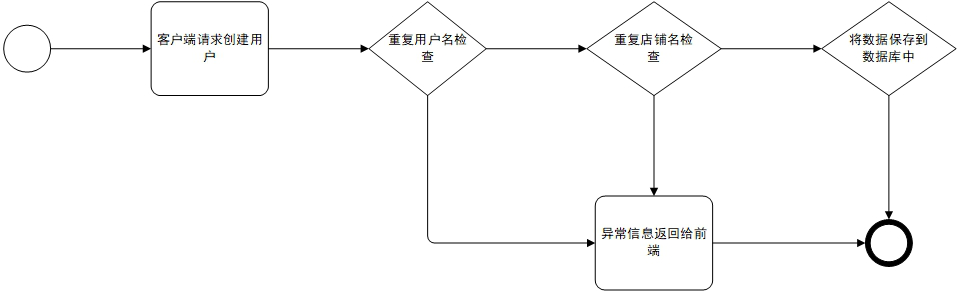 客户端请求创建用
户
重复用户名检
查
重复店铺名检
查
将数据保存到
数据库中
异常信息返回给前
端